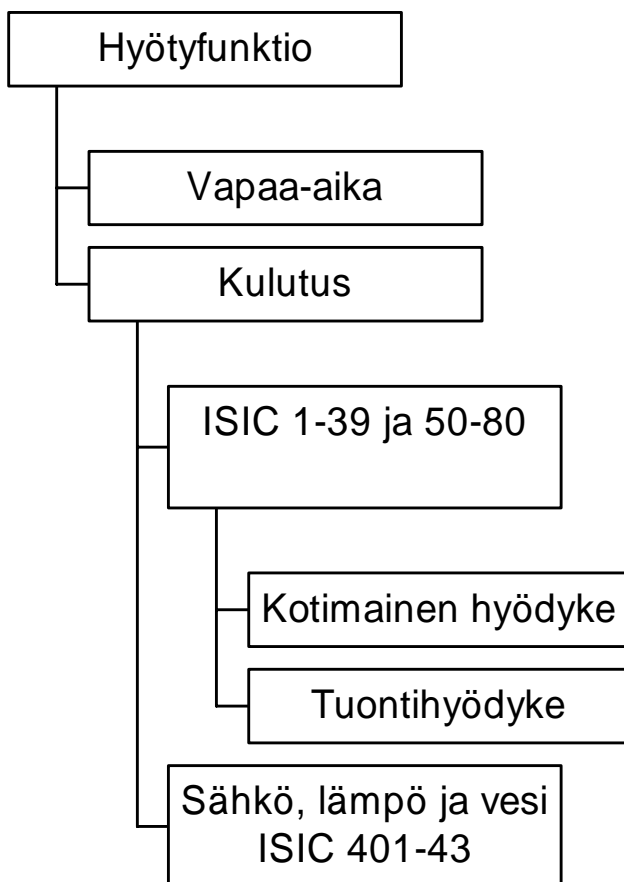 Hyötyfunktio
Vapaa-aika
Kulutus
ISIC 1-39 ja 50-80
Kotimainen hyödyke
Tuontihyödyke
Sähkö, lämpö ja vesi
ISIC 401-43